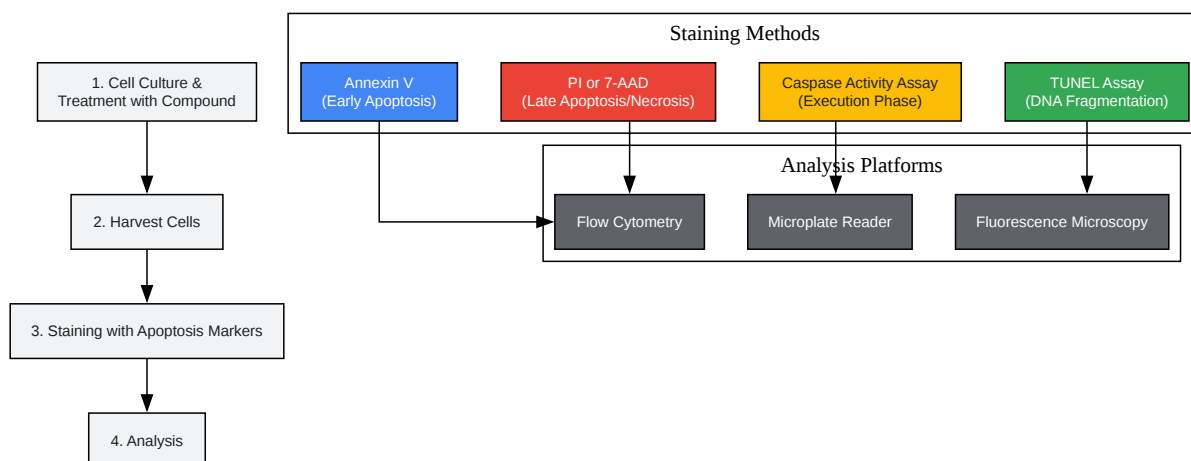 Staining Methods
1. Cell Culture &
Treatment with Compound
Annexin V
(Early Apoptosis)
PI or 7-AAD
(Late Apoptosis/Necrosis)
Caspase Activity Assay
(Execution Phase)
TUNEL Assay
(DNA Fragmentation)
Analysis Platforms
2. Harvest Cells
Flow Cytometry
Microplate Reader
Fluorescence Microscopy
3. Staining with Apoptosis Markers
4. Analysis